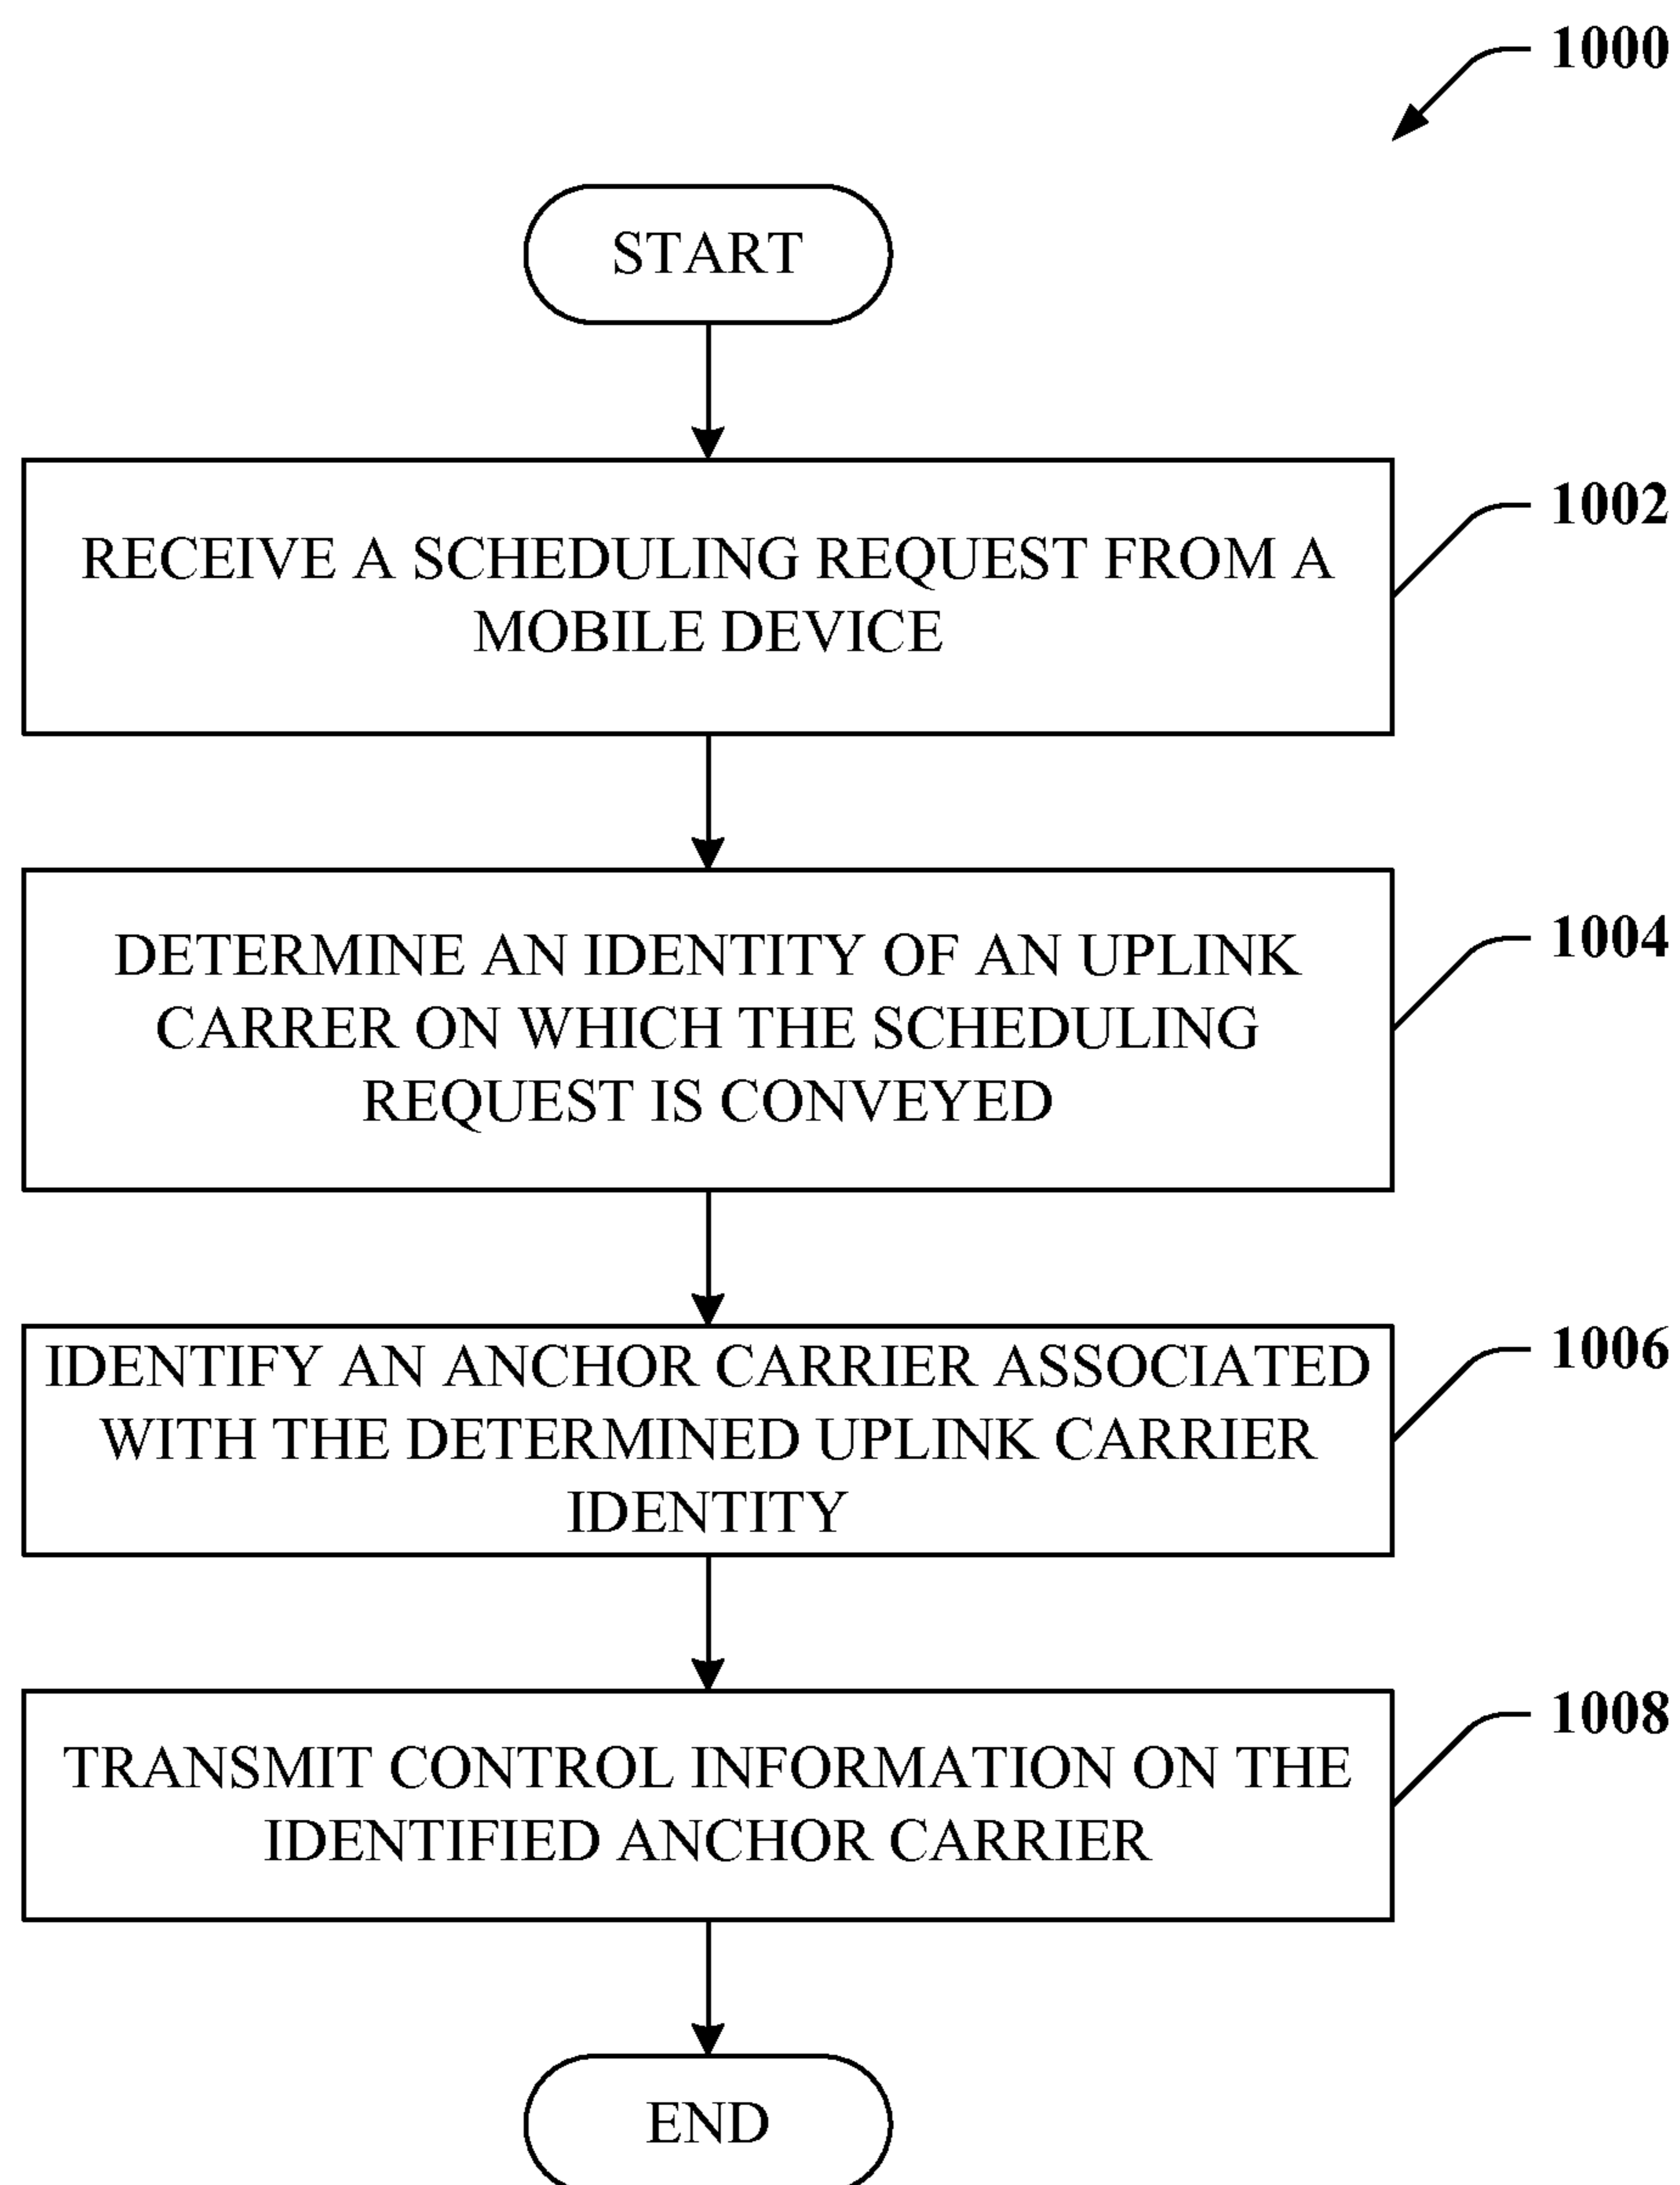 1000
START
1002
RECEIVE A SCHEDULING REQUEST FROM A
MOBILE DEVICE
1004
DETERMINE AN IDENTITY OF AN UPLINK
CARRER ON WHICH THE SCHEDULING
REQUEST IS CONVEYED
1006
IDENTIFY AN ANCHOR CARRIER ASSOCIATED
WITH THE DETERMINED UPLINK CARRIER
IDENTITY
1008
TRANSMIT CONTROL INFORMATION ON THE
IDENTIFIED ANCHOR CARRIER
END